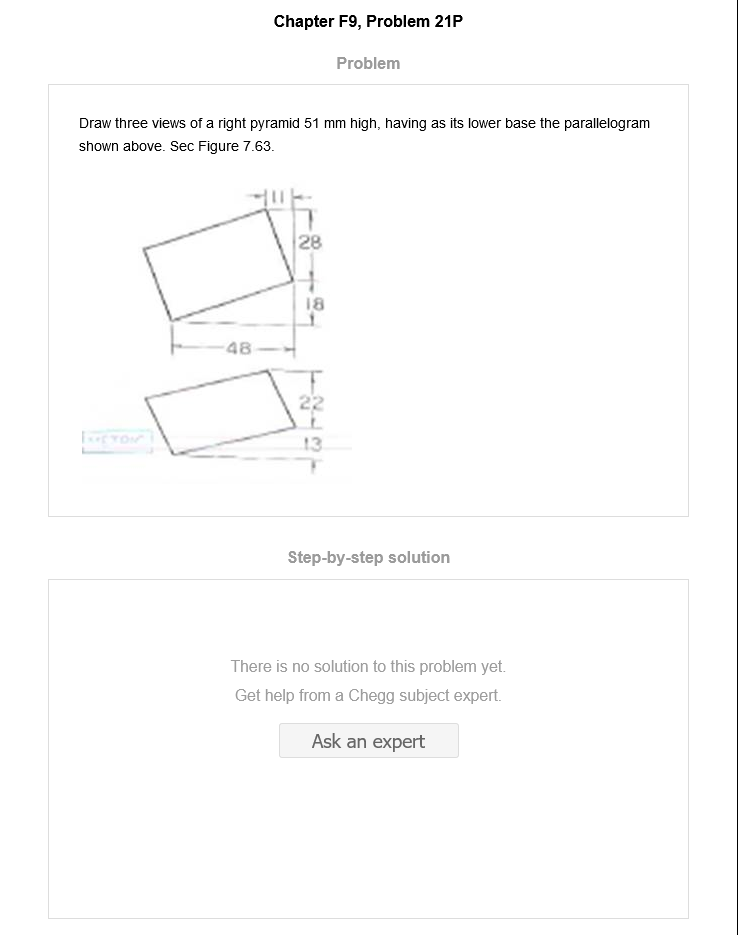 Chapter F9, Problem 21P
Problem
Draw three views of a right pyramid 51 mm high, having as its lower base the parallelogram
shown above. Sec Figure 7.63.
11
28
18
48
22
13
Step-by-step solution
There is no solution to this problem yet.
Get help from a Chegg subject expert.
Ask an expert